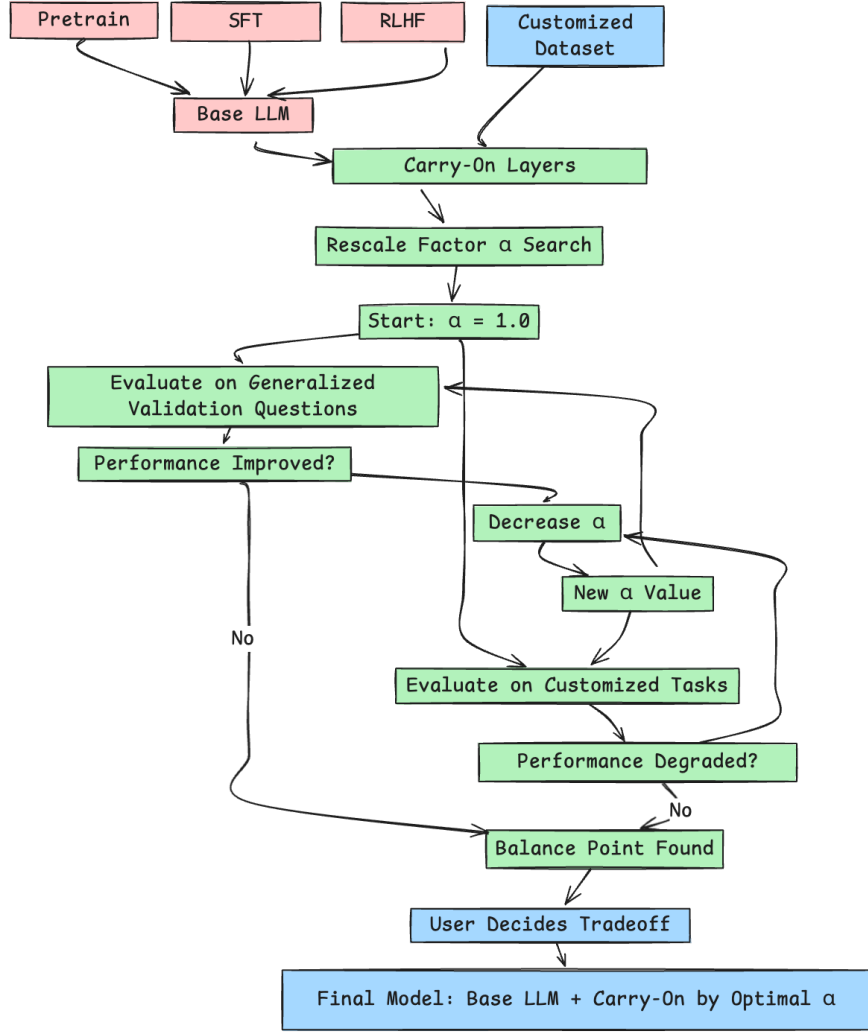 Pretrain
SFT
RLHF
Customized
Dataset
Base LLM
Carry-On Layers
Rescale Factor α Search
Start: α = 1.0
Evaluate on Generalized
Validation Questions
Performance Improved?
Decrease α
New α Value
No
Evaluate on Customized Tasks
Performance Degraded?
No
Balance Point Found
User Decides Tradeoff
Final Model: Base LLM + Carry-On by Optimal α